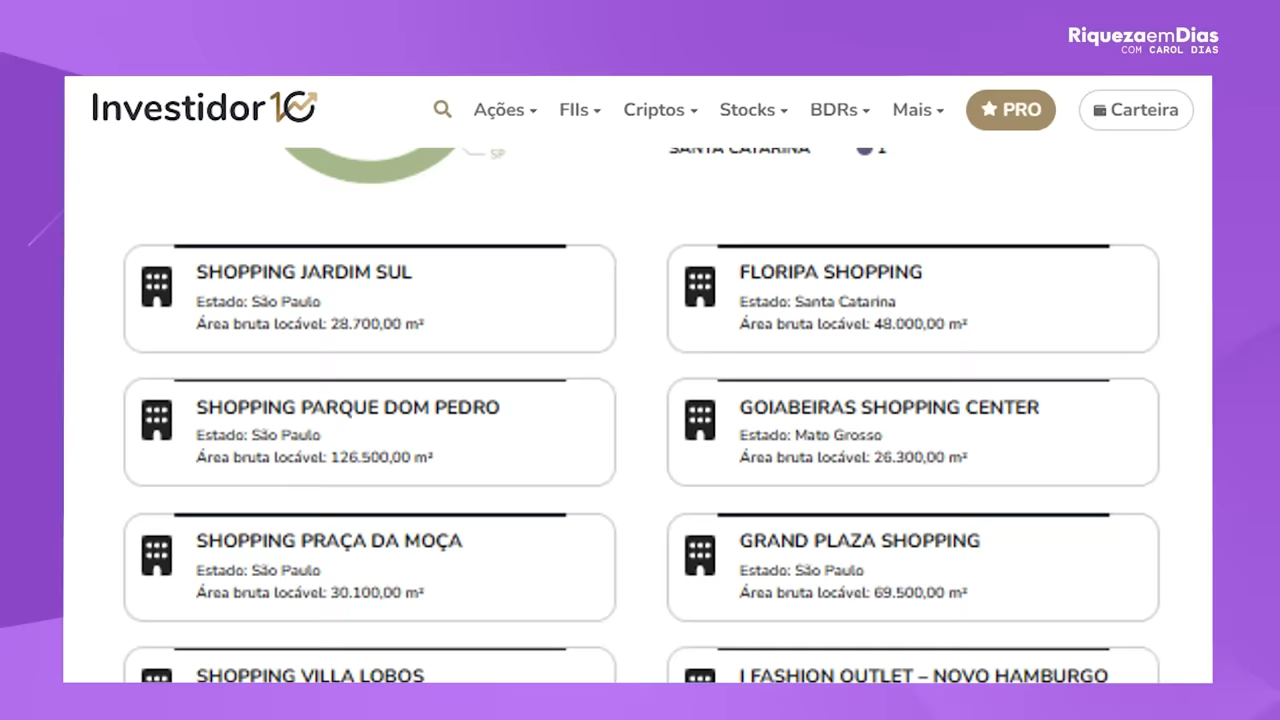 RiquezaemDias
COM CAROL DIAS
Investidor10
Ações
FIIs
Criptos
Stocks
BDRs
Mais
PRO
Carteira
SP
SANTA CATARINA
1
SHOPPING JARDIM SUL
Estado: São Paulo
Área bruta locável: 28.700,00 m²
FLORIPA SHOPPING
Estado: Santa Catarina
Área bruta locável: 48.000,00 m²
SHOPPING PARQUE DOM PEDRO
Estado: São Paulo
Área bruta locável: 126.500,00 m²
GOIABEIRAS SHOPPING CENTER
Estado: Mato Grosso
Área bruta locável: 26.300,00 m²
SHOPPING PRAÇA DA MOÇA
Estado: São Paulo
Área bruta locável: 30.100,00 m²
GRAND PLAZA SHOPPING
Estado: São Paulo
Área bruta locável: 69.500,00 m²
SHOPPING VILLA LOBOS
I FASHION OUTLET – NOVO HAMBURGO